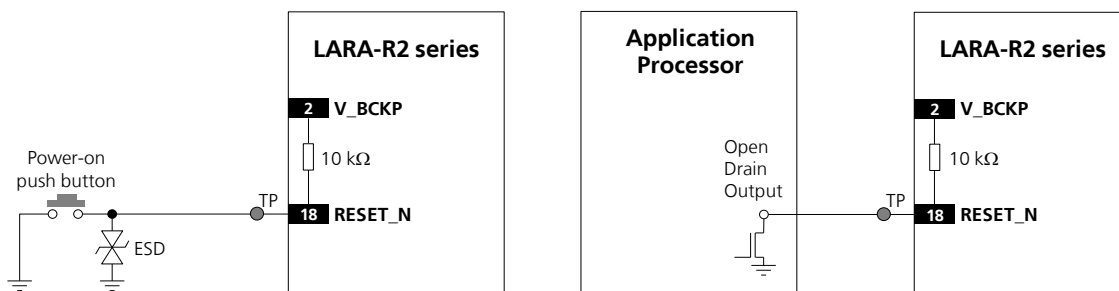 LARA-R2 series
2 V_BCKP
10 kΩ
Power-on
push button
TP
18 RESET_N
ESD
Application
Processor
Open
Drain
Output
TP
LARA-R2 series
2 V_BCKP
10 kΩ
18 RESET_N